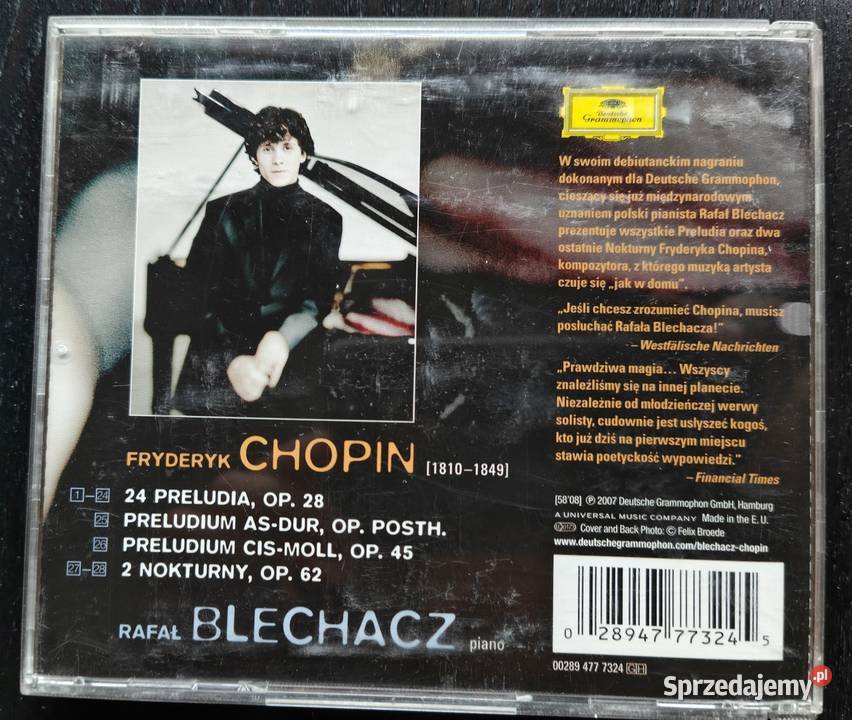 Deutsche
Grammophon
W swoim debiutanckim nagraniu
dokonanym dla Deutsche Grammophon,
cieszący się już międzynarodowym
uznaniem polski pianista Rafał Blechacz
prezentuje wszystkie Preludia oraz dwa
ostatnie Nokturny Fryderyka Chopina,
kompozytora, z którego muzyką artysta
czuje się „jak w domu”.
„Jeśli chcesz zrozumieć Chopina, musisz
posłuchać Rafała Blechacza!”
– Westfälische Nachrichten
„Prawdziwa magia... Wszyscy
znaleźliśmy się na innej planecie.
Niezależnie od młodzieńczej werwy
solisty, cudownie jest usłyszeć kogoś,
kto już dziś na pierwszym miejscu
stawia poetyckość wypowiedzi.”
– Financial Times
FRYDERYK CHOPIN [1810–1849]
1–24 24 PRELUDIA, OP. 28
25 PRELUDIUM AS-DUR, OP. POSTH.
26 PRELUDIUM CIS-MOLL, OP. 45
27–28 2 NOKTURNY, OP. 62
RAFAŁ BLECHACZ piano
[58'08] ℗ 2007 Deutsche Grammophon GmbH, Hamburg
A UNIVERSAL MUSIC COMPANY Made in the E. U.
Cover and Back Photo: © Felix Broede
www.deutschegrammophon.com/blechacz-chopin
0 28947 77324 5
00289 477 7324 GH
Sprzedajemy.pl